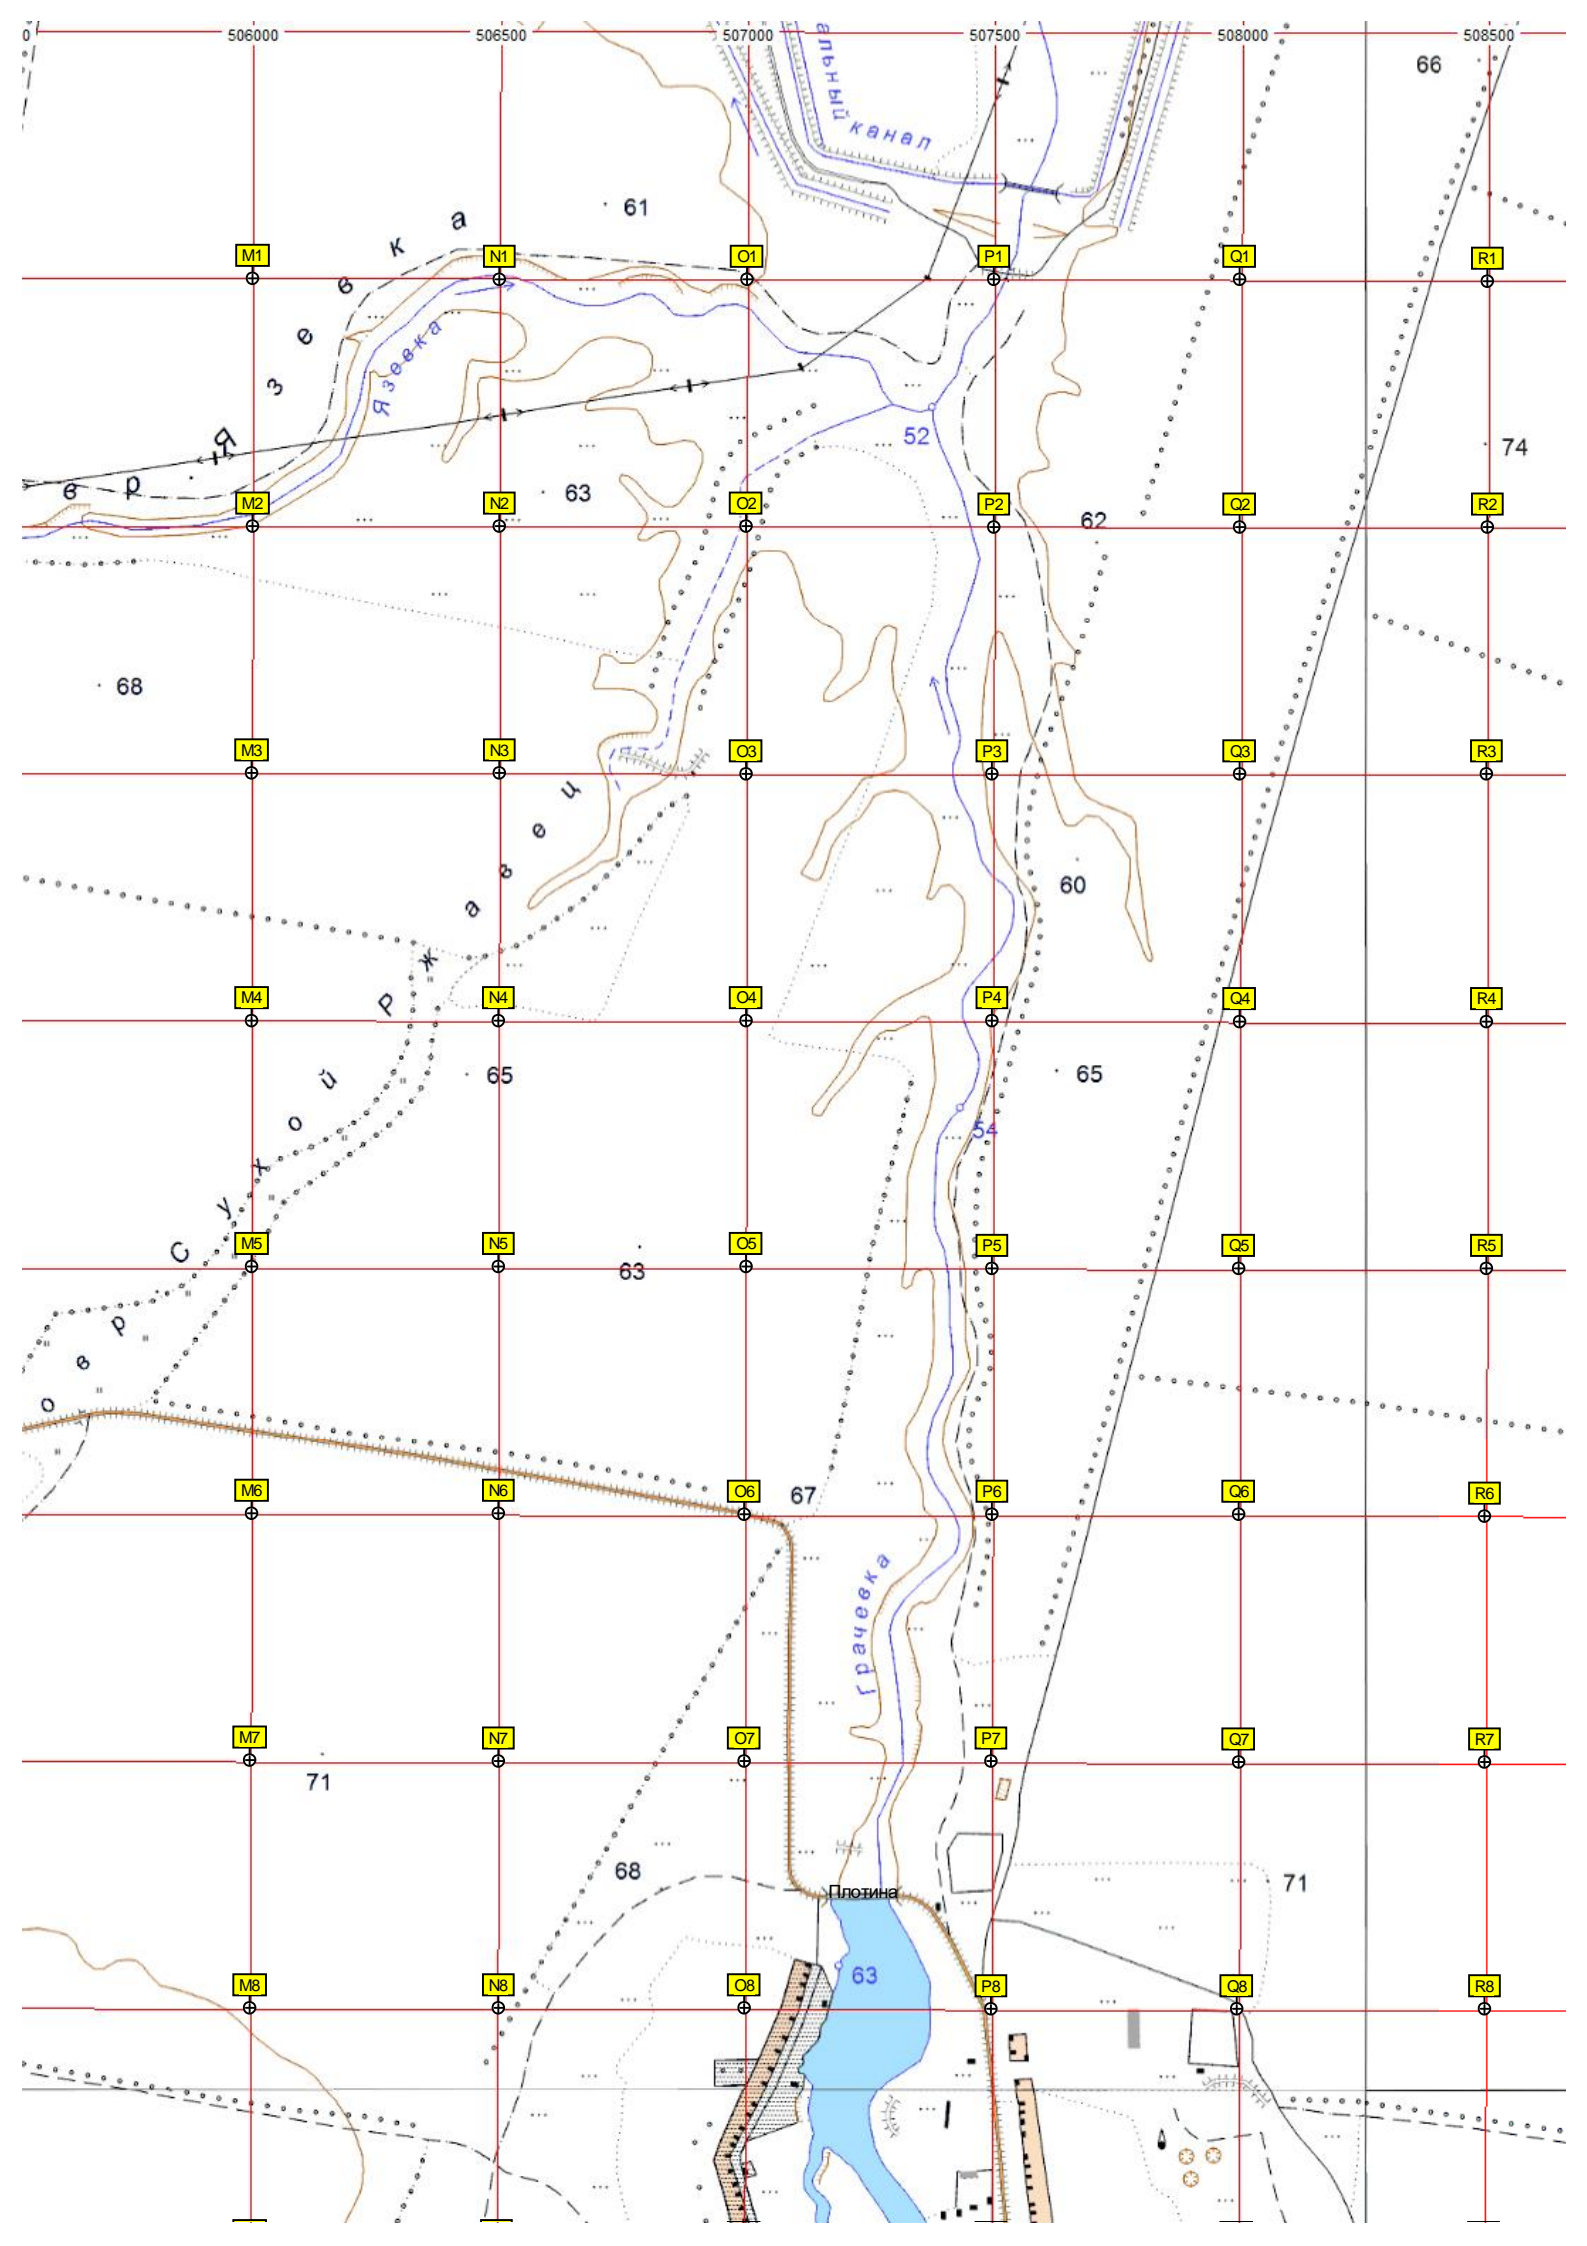 0 506000 506500 507000 507500 508000 508500
66
альный канал
61
Язевка
M1 N1 O1 P1 Q1 R1
Язевка
52
74
овр
63
62
M2 N2 O2 P2 Q2 R2
68
M3 N3 O3 P3 Q3 R3
60
овр Сухой Ржавец
M4 N4 O4 P4 Q4 R4
65
65
54
M5 N5 O5 P5 Q5 R5
63
67
M6 N6 O6 P6 Q6 R6
Грачевка
M7 N7 O7 P7 Q7 R7
71
68
71
Плотина
63
M8 N8 O8 P8 Q8 R8